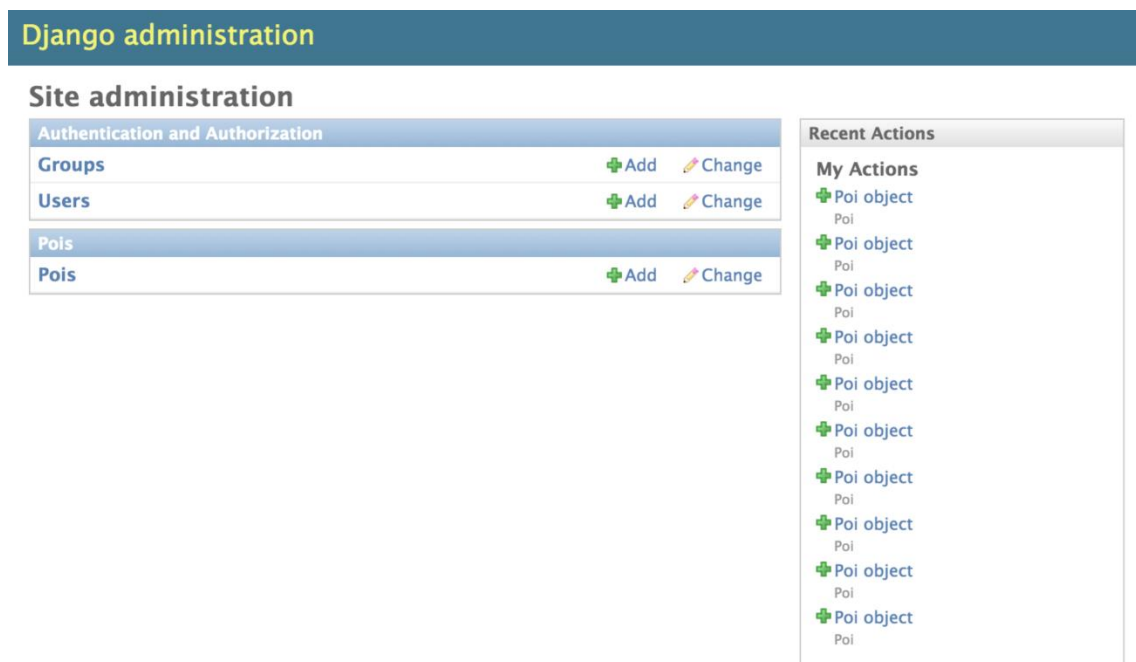 Django administration
Site administration
Authentication and Authorization
Groups Add Change
Users Add Change
Pois
Pois Add Change
Recent Actions
My Actions
Poi object
Poi
Poi object
Poi
Poi object
Poi
Poi object
Poi
Poi object
Poi
Poi object
Poi
Poi object
Poi
Poi object
Poi
Poi object
Poi
Poi object
Poi